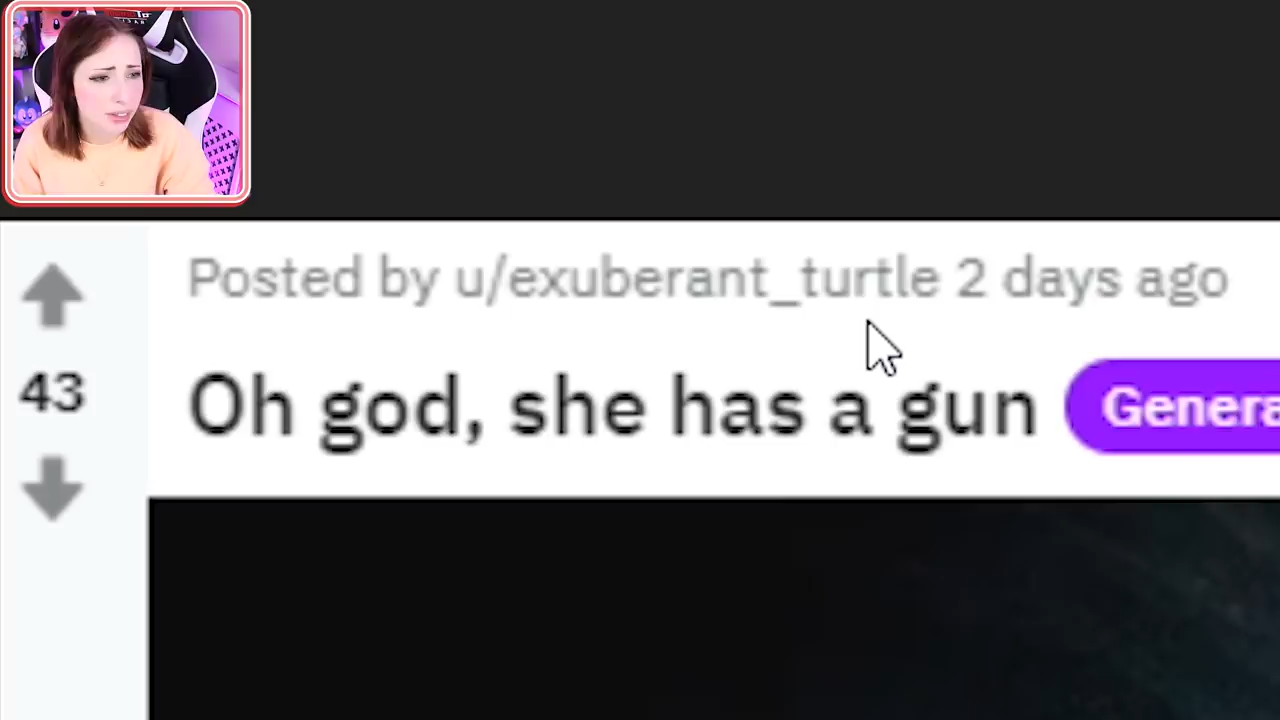 Posted by u/exuberant_turtle 2 days ago
43
Oh god, she has a gun